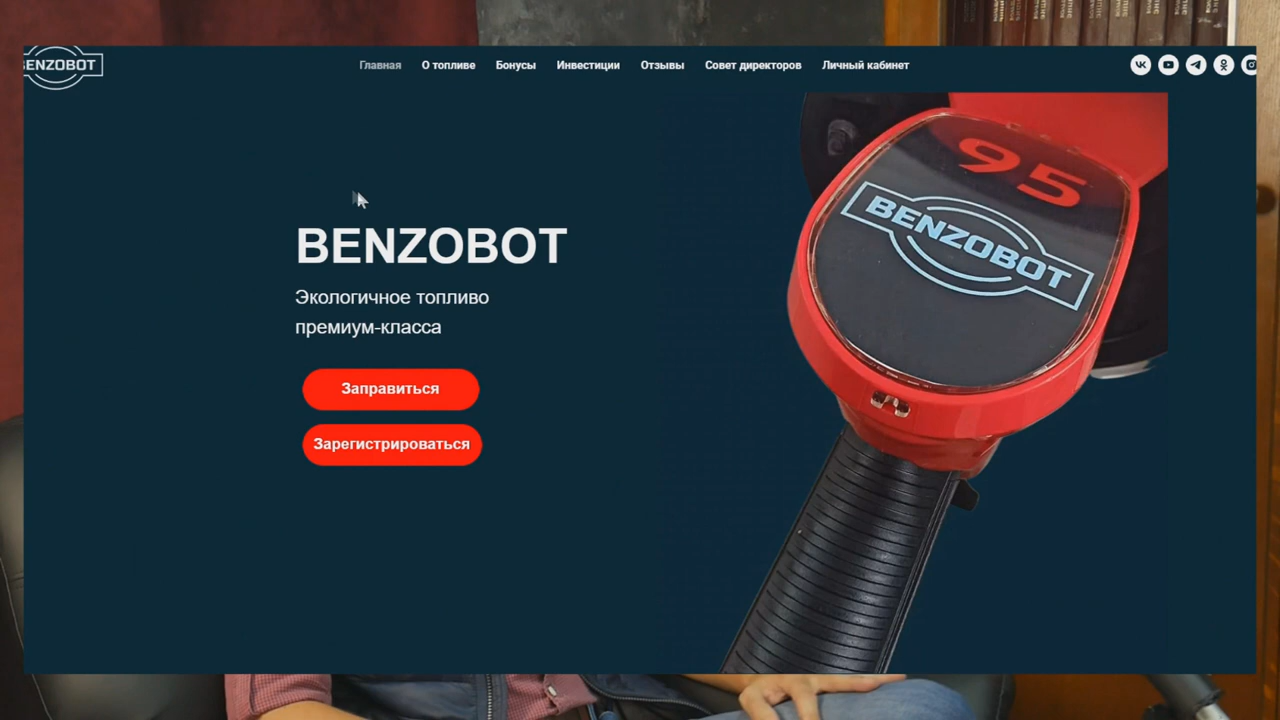 BENZOBOT
Главная О топливе Бонусы Инвестиции Отзывы Совет директоров Личный кабинет
95
BENZOBOT
BENZOBOT
Экологичное топливо
премиум-класса
Заправиться
Зарегистрироваться